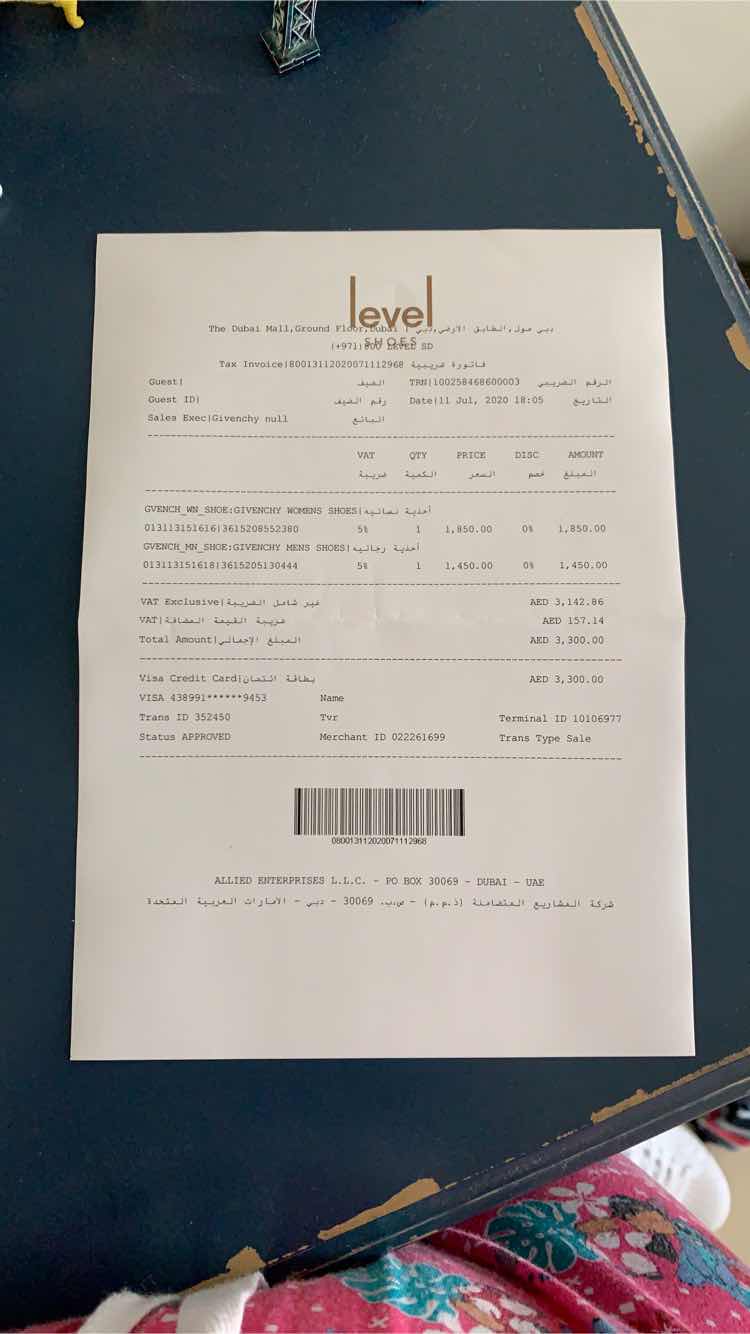 level
SHOES
The Dubai Mall,Ground Floor,Dubai | دبي مول,الطابق الارضي,دبي
(+971)800 LEVEL SD
Tax Invoice|80013112020071112968 فاتورة ضريبية
Guest| الضيف TRN|100258468600003 الرقم الضريبي
Guest ID| رقم الضيف Date|11 Jul, 2020 18:05 التاريخ
Sales Exec|Givenchy null البائع
VAT QTY PRICE DISC AMOUNT
ضريبة الكمية السعر خصم المبلغ
GVENCH_WN_SHOE:GIVENCHY WOMENS SHOES|أحذية نسائيه
013113151616|3615208552380 5% 1 1,850.00 0% 1,850.00
GVENCH_MN_SHOE:GIVENCHY MENS SHOES|أحذية رجاليه
013113151618|3615205130444 5% 1 1,450.00 0% 1,450.00
VAT Exclusive|غير شامل الضريبة AED 3,142.86
VAT|ضريبة القيمة المضافة AED 157.14
Total Amount|المبلغ الإجمالي AED 3,300.00
Visa Credit Card|بطاقة ائتمان AED 3,300.00
VISA 438991******9453 Name
Trans ID 352450 Tvr Terminal ID 10106977
Status APPROVED Merchant ID 022261699 Trans Type Sale
080013112020071112968
ALLIED ENTERPRISES L.L.C. - PO BOX 30069 - DUBAI - UAE
شركة المشاريع المتضامنة (ذ.م.م) - ص.ب. 30069 - دبي - الامارات العربية المتحدة